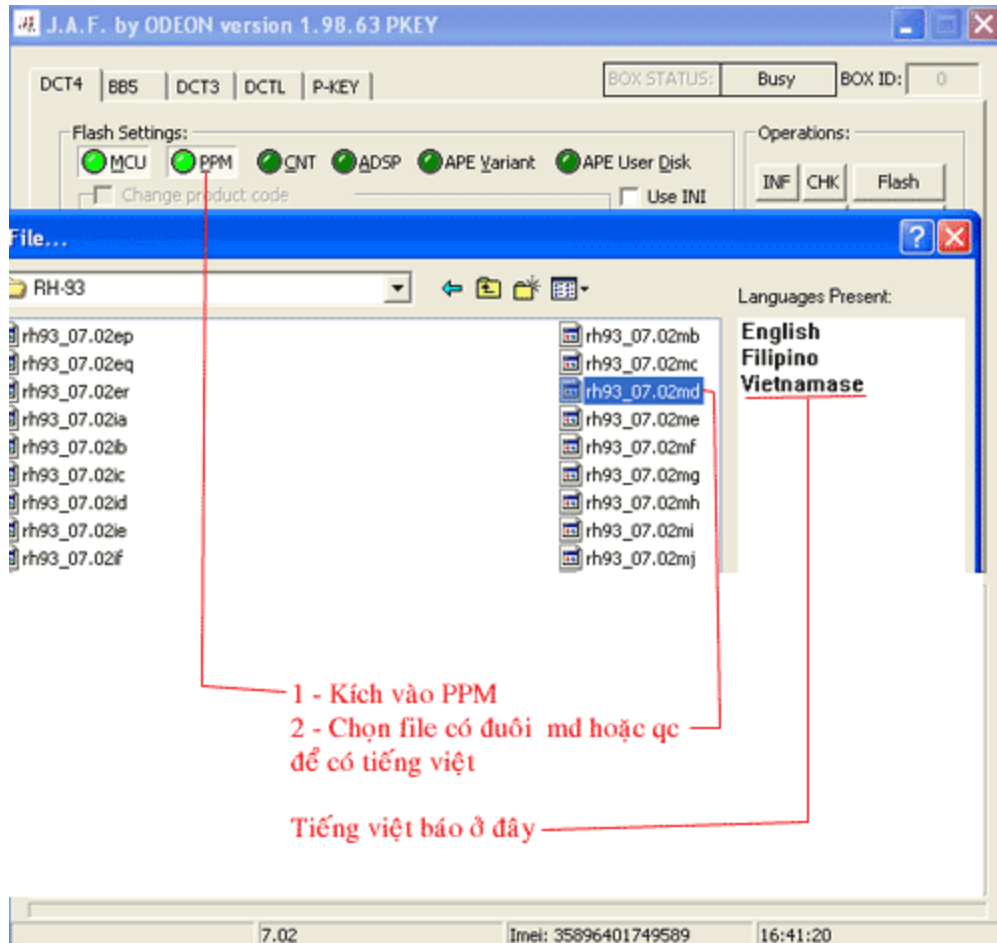 J.A.F. by ODEON version 1.98.63 PKEY
DCT4 BB5 DCT3 DCTL P-KEY BOX STATUS: Busy BOX ID: 0
Flash Settings: Operations:
MCU PPM CNT ADSP APE Variant APE User Disk
INF CHK Flash
Change product code Use INI
File...
RH-93
Languages Present:
rh93_07.02ep rh93_07.02mb English
rh93_07.02eq rh93_07.02mc Filipino
rh93_07.02er rh93_07.02md Vietnamase
rh93_07.02ia rh93_07.02me
rh93_07.02ib rh93_07.02mf
rh93_07.02ic rh93_07.02mg
rh93_07.02id rh93_07.02mh
rh93_07.02ie rh93_07.02mi
rh93_07.02if rh93_07.02mj
1 - Kích vào PPM
2 - Chọn file có đuôi md hoặc qc
để có tiếng việt
Tiếng việt báo ở đây
7.02 Imei: 35896401749589 16:41:20